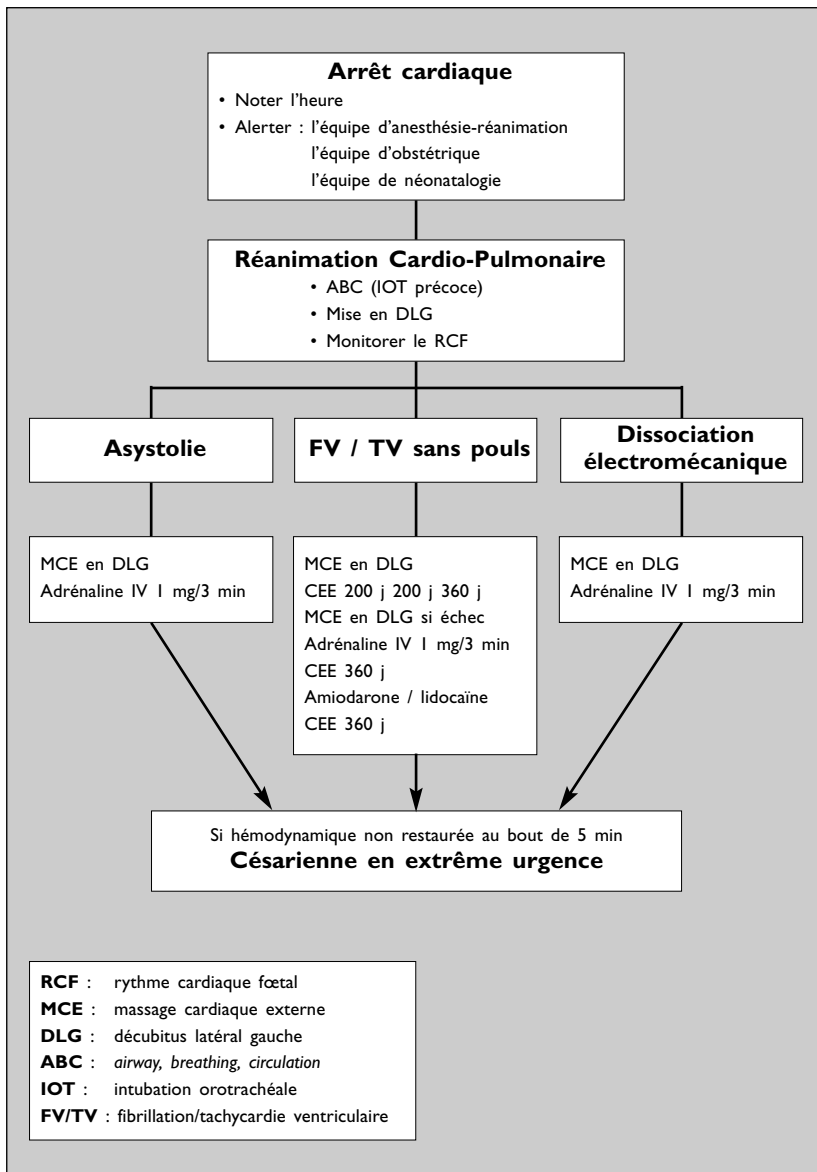 Arrêt cardiaque
• Noter l'heure
• Alerter : l'équipe d'anesthésie-réanimation
l'équipe d'obstétrique
l'équipe de néonatalogie
Réanimation Cardio-Pulmonaire
• ABC (IOT précoce)
• Mise en DLG
• Monitorer le RCF
Asystolie
FV / TV sans pouls
Dissociation
électromécanique
MCE en DLG
Adrénaline IV 1 mg/3 min
MCE en DLG
CEE 200 j 200 j 360 j
MCE en DLG si échec
Adrénaline IV 1 mg/3 min
CEE 360 j
Amiodarone / lidocaïne
CEE 360 j
MCE en DLG
Adrénaline IV 1 mg/3 min
Si hémodynamique non restaurée au bout de 5 min
Césarienne en extrême urgence
RCF : rythme cardiaque fœtal
MCE : massage cardiaque externe
DLG : décubitus latéral gauche
ABC : airway, breathing, circulation
IOT : intubation orotrachéale
FV/TV : fibrillation/tachycardie ventriculaire